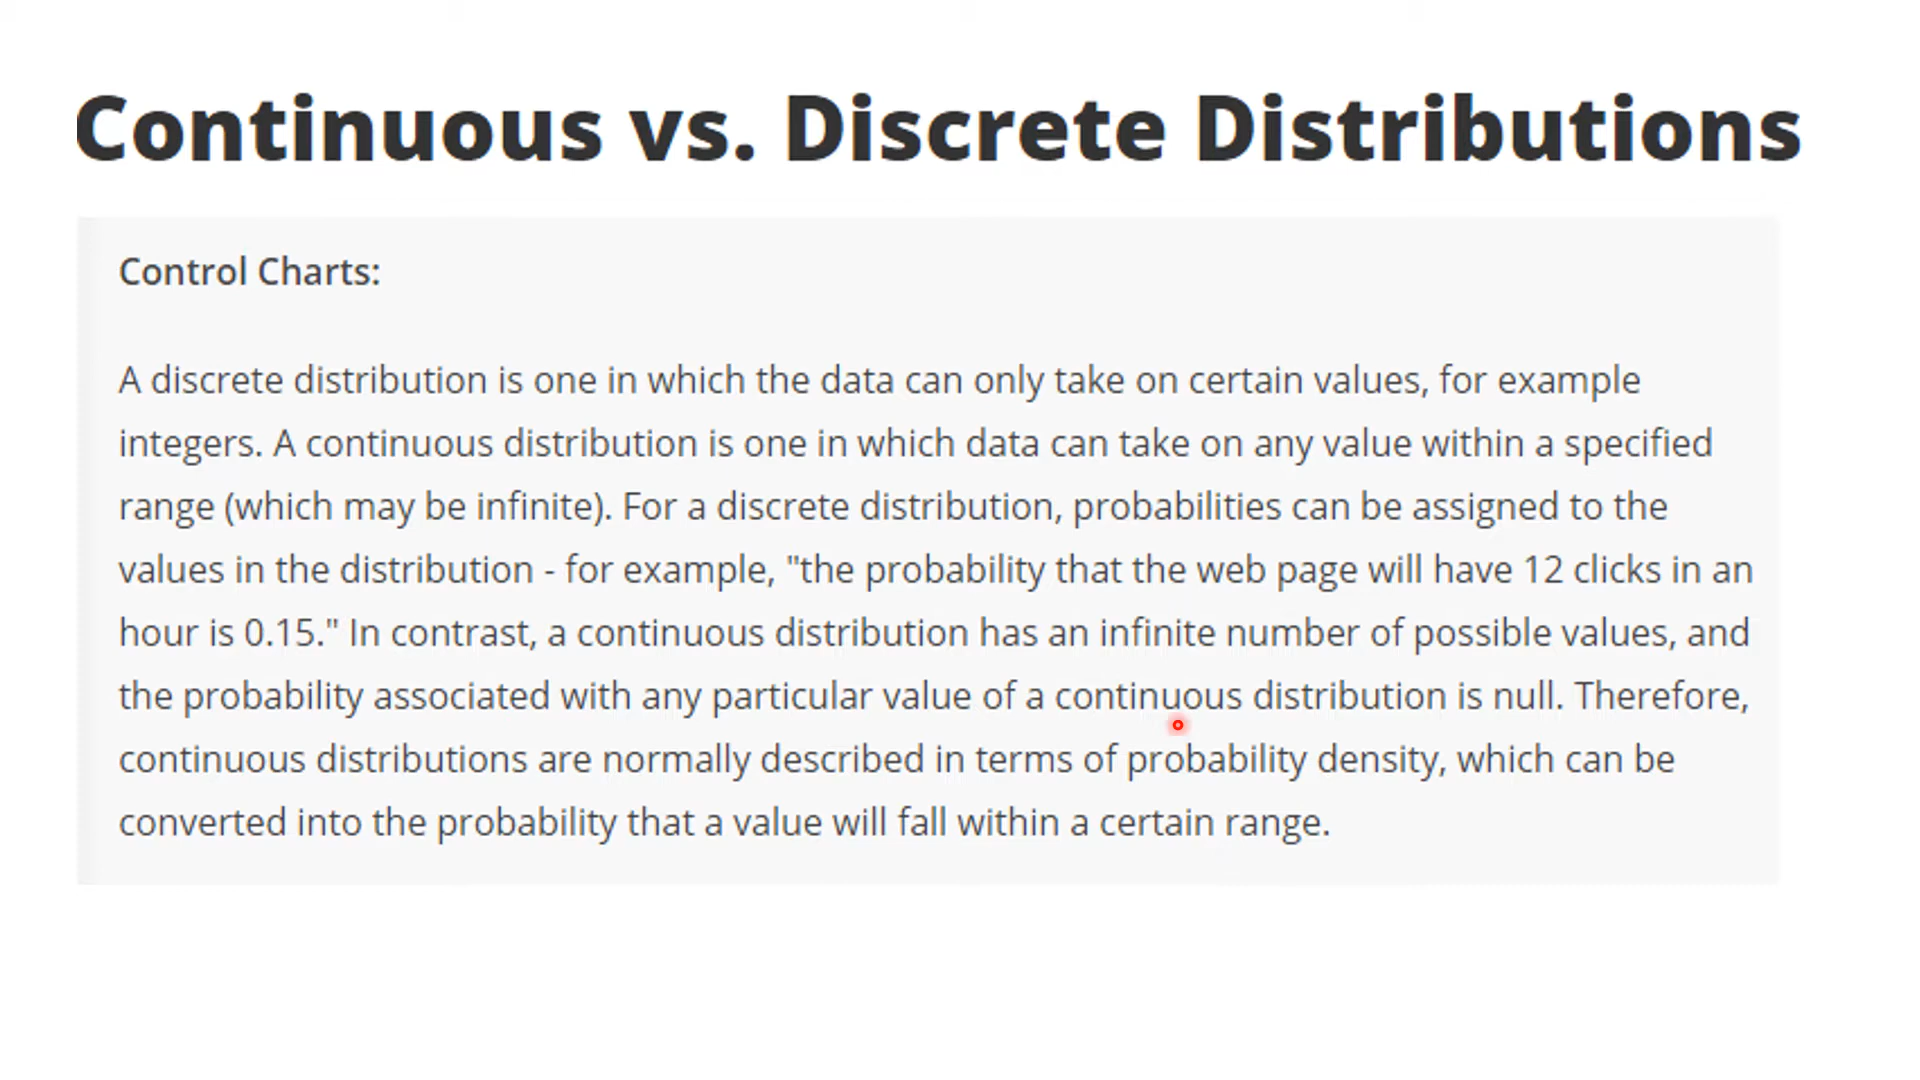 Continuous vs. Discrete Distributions
Control Charts:
A discrete distribution is one in which the data can only take on certain values, for example
integers. A continuous distribution is one in which data can take on any value within a specified
range (which may be infinite). For a discrete distribution, probabilities can be assigned to the
values in the distribution - for example, "the probability that the web page will have 12 clicks in an
hour is 0.15." In contrast, a continuous distribution has an infinite number of possible values, and
the probability associated with any particular value of a continuous distribution is null. Therefore,
continuous distributions are normally described in terms of probability density, which can be
converted into the probability that a value will fall within a certain range.